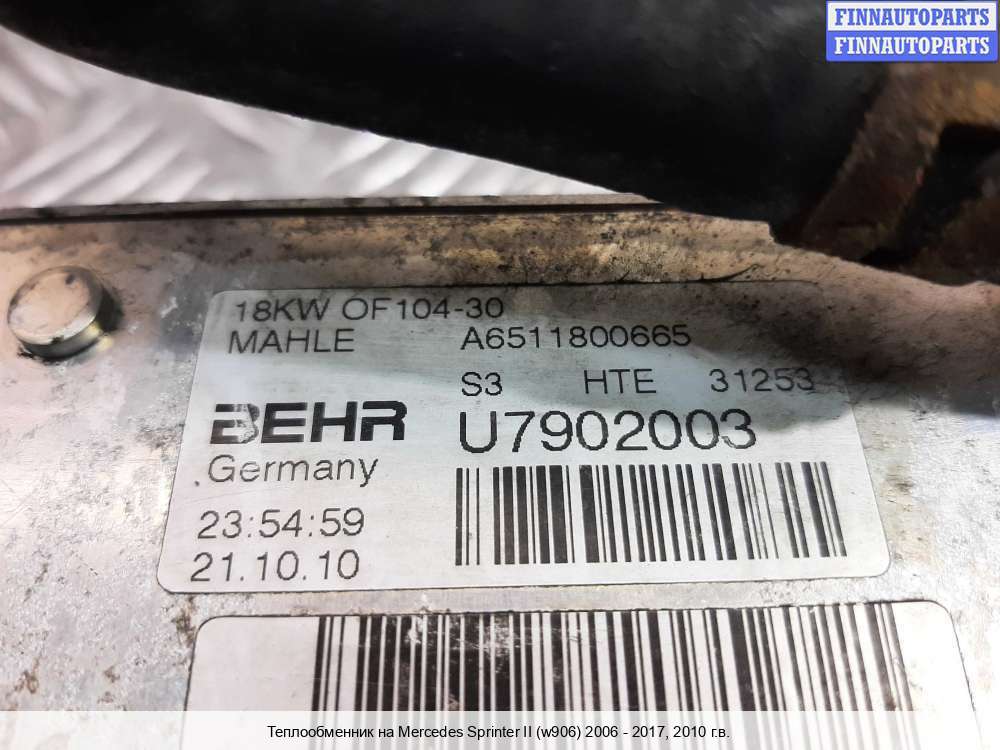 FINNAUTOPARTS
FINNAUTOPARTS
18KW OF104-30
MAHLE A6511800665
S3 HTE 31253
BEHR U7902003
Germany
23:54:59
21.10.10
Теплообменник на Mercedes Sprinter II (w906) 2006 - 2017, 2010 г.в.